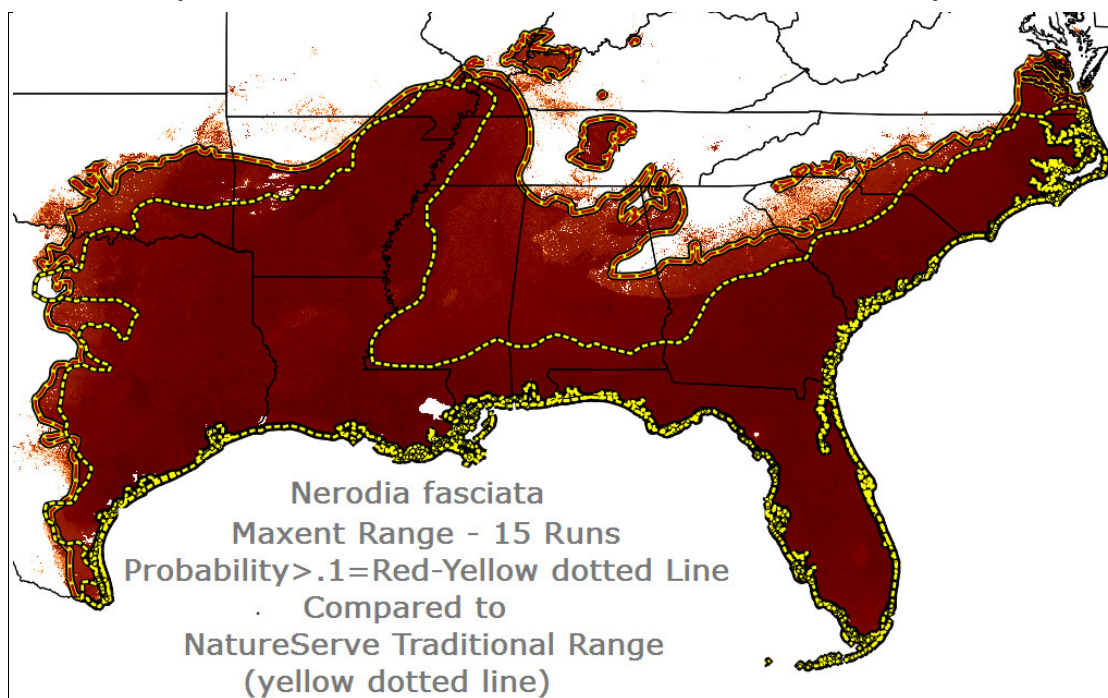 Nerodia fasciata
Maxent Range - 15 Runs
Probability>.1=Red-Yellow dotted Line
Compared to
NatureServe Traditional Range
(yellow dotted line)